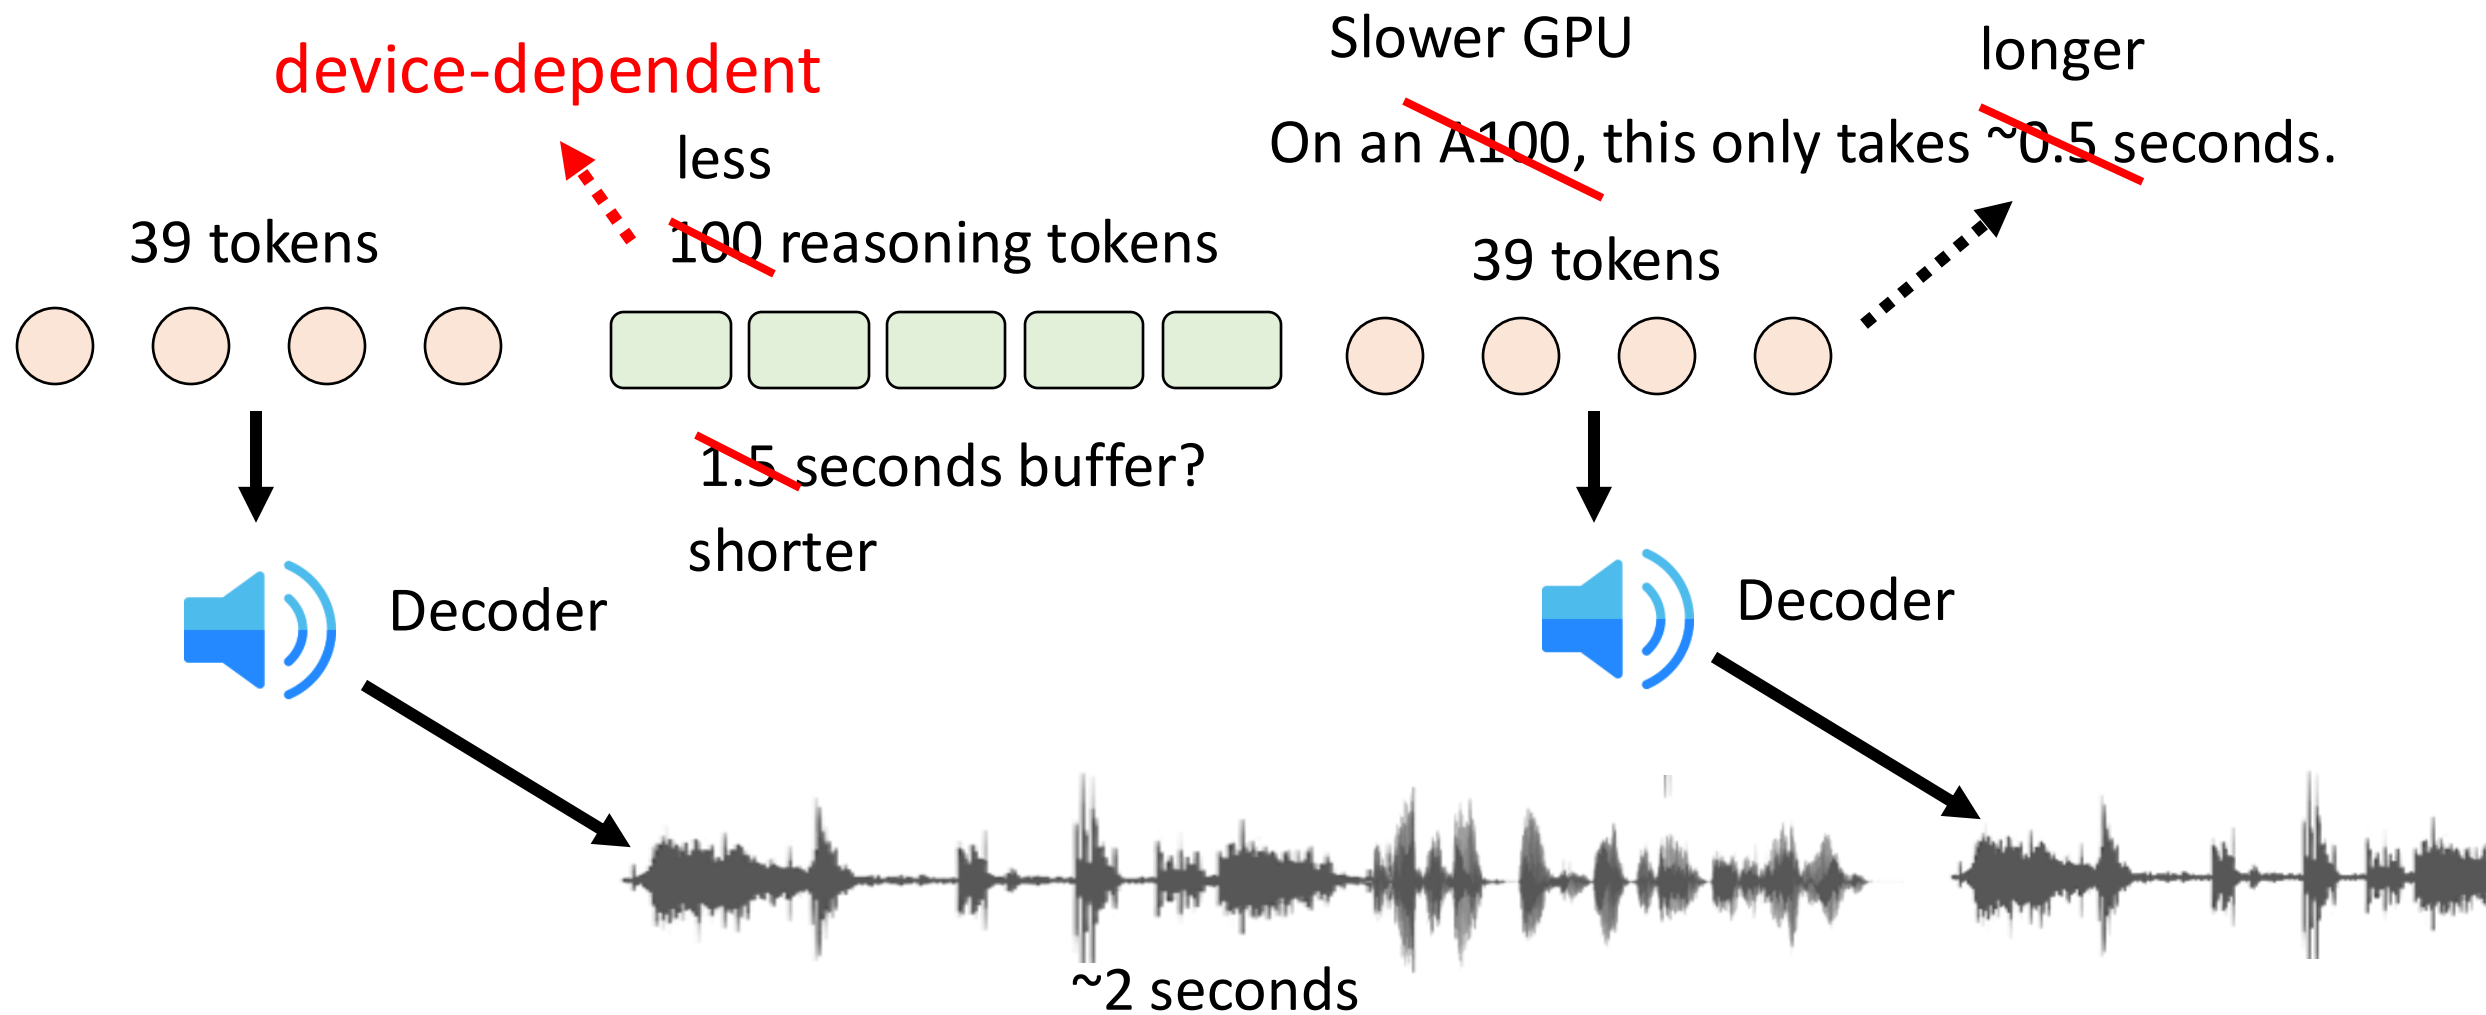 Slower GPU
longer
device-dependent
On an A100, this only takes ~0.5 seconds.
less
39 tokens
100 reasoning tokens
39 tokens
1.5 seconds buffer?
shorter
Decoder
Decoder
~2 seconds